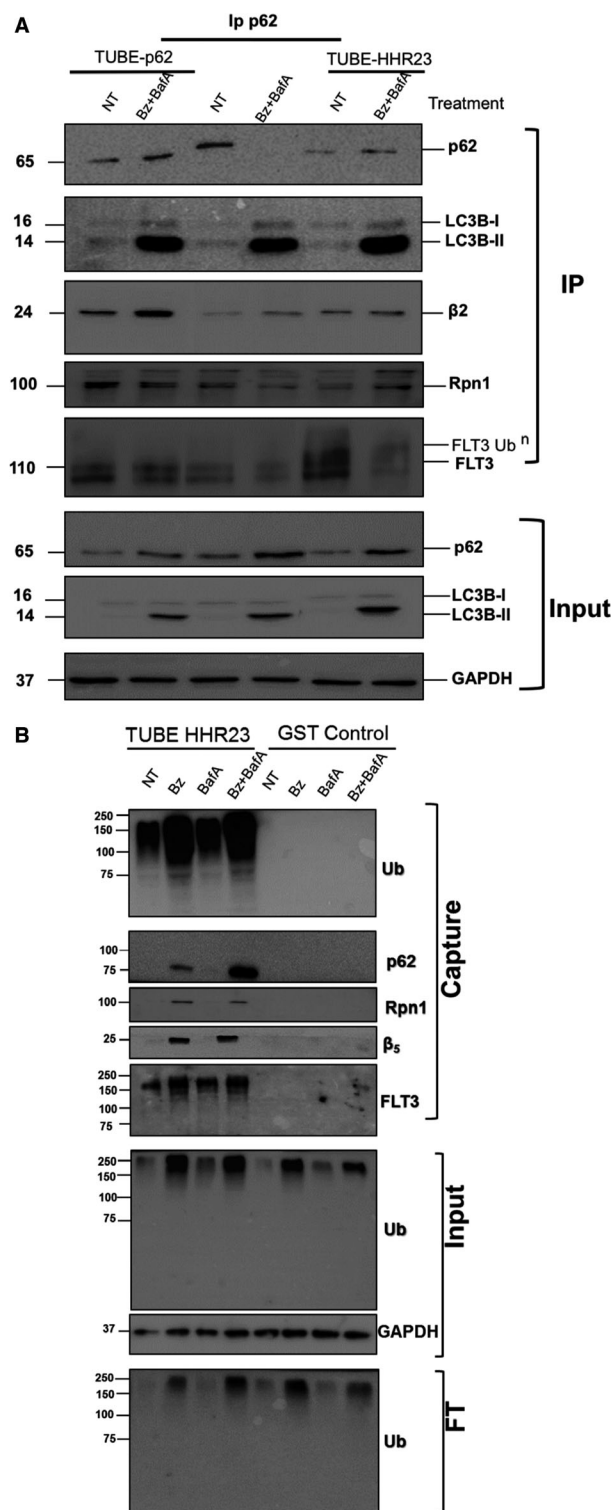 A
Ip p62
TUBE-p62 TUBE-HHR23
NT Bz+BafA NT Bz+BafA NT Bz+BafA Treatment
65 p62
16 LC3B-I
14 LC3B-II
24 β2
100 Rpn1
FLT3 Ub n
110 FLT3
IP
65 p62
16 LC3B-I
14 LC3B-II
37 GAPDH
Input
B
TUBE HHR23 GST Control
NT Bz BafA Bz+BafA NT Bz BafA Bz+BafA
250
150
100
75
Ub
100
75
p62
100 Rpn1
25 β5
250
150
100
75
FLT3
Capture
250
150
100
75
Ub
37 GAPDH
Input
250
150
100
75
Ub
FT